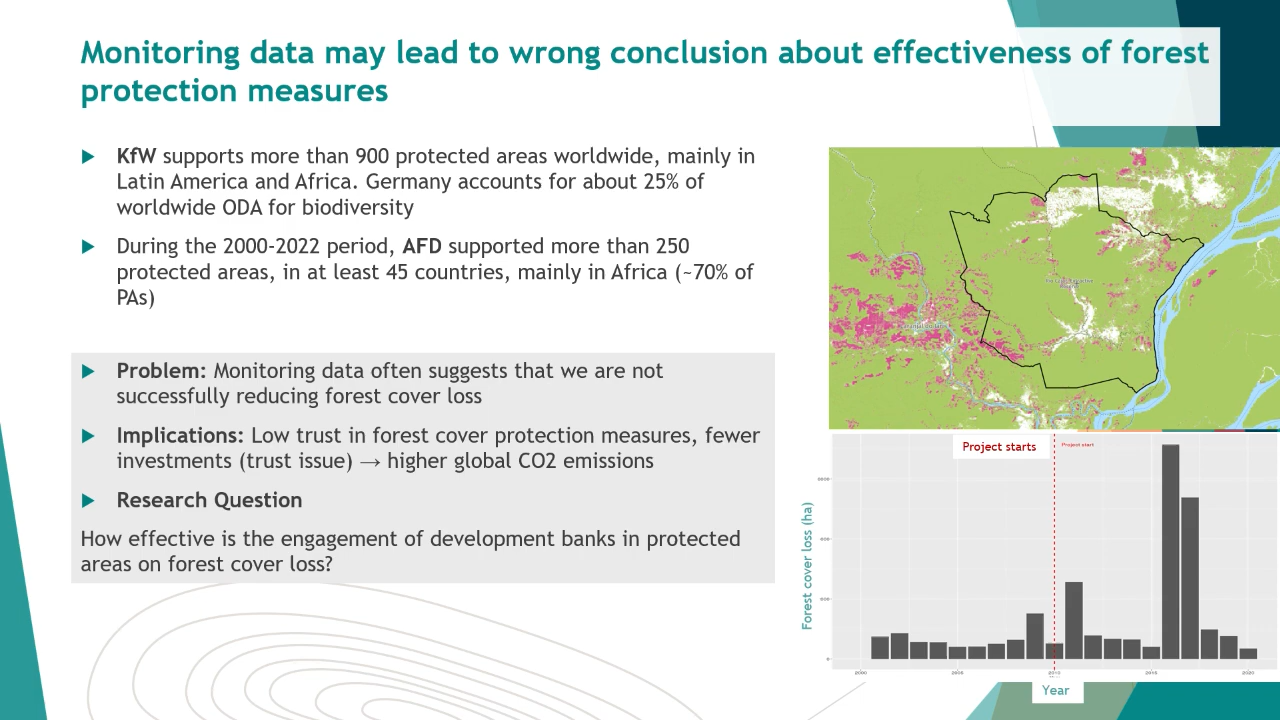 Monitoring data may lead to wrong conclusion about effectiveness of forest
protection measures
KfW supports more than 900 protected areas worldwide, mainly in
Latin America and Africa. Germany accounts for about 25% of
worldwide ODA for biodiversity
During the 2000-2022 period, AFD supported more than 250
protected areas, in at least 45 countries, mainly in Africa (~70% of
PAs)
Problem: Monitoring data often suggests that we are not
successfully reducing forest cover loss
Implications: Low trust in forest cover protection measures, fewer
investments (trust issue) → higher global CO2 emissions
Research Question
How effective is the engagement of development banks in protected
areas on forest cover loss?
Project starts
Project start
Forest cover loss (ha)
0
2000
2005
2010
2015
2020
Year